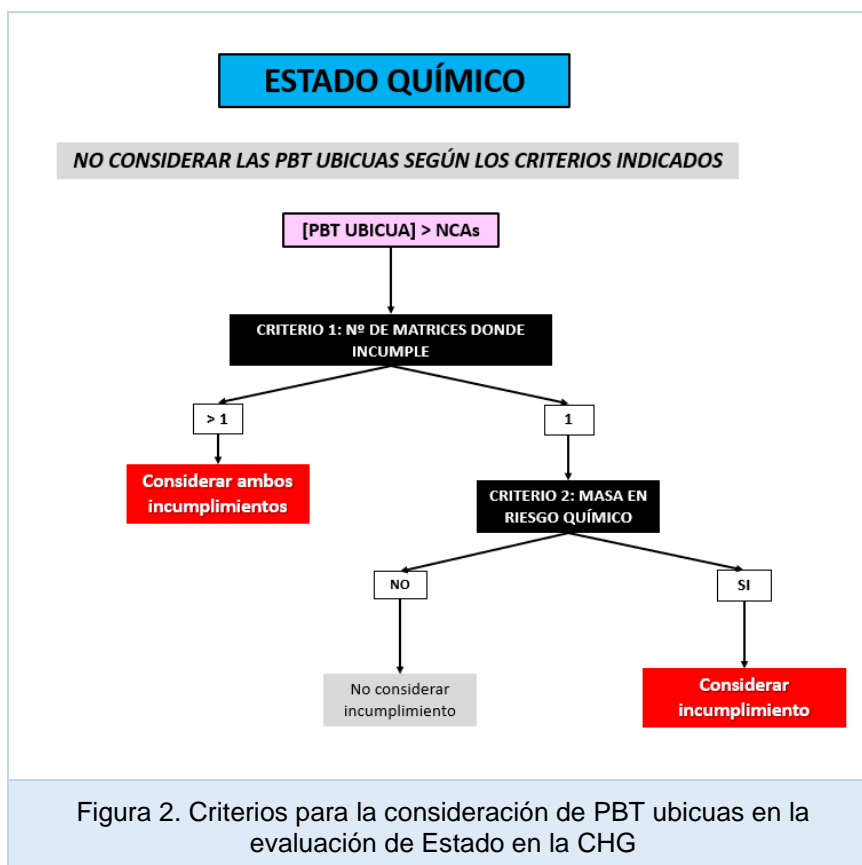 ESTADO QUÍMICO
NO CONSIDERAR LAS PBT UBICUAS SEGÚN LOS CRITERIOS INDICADOS
[PBT UBICUA] > NCAs
CRITERIO 1: Nº DE MATRICES DONDE
INCUMPLE
> 1
1
Considerar ambos
incumplimientos
CRITERIO 2: MASA EN
RIESGO QUÍMICO
NO
SI
No considerar
incumplimiento
Considerar
incumplimiento
Figura 2. Criterios para la consideración de PBT ubicuas en la
evaluación de Estado en la CHG